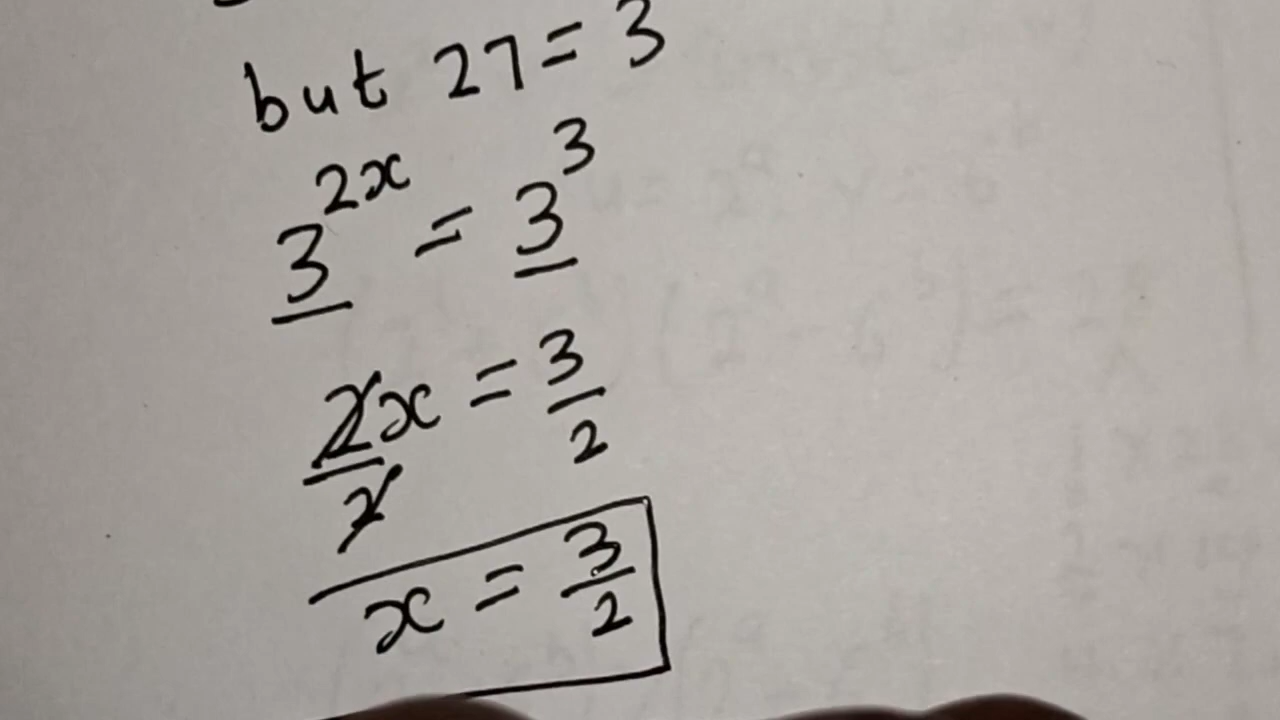 but 27 = 3
3^{2x} = 3^3
2x/2 = 3/2
x = 3/2